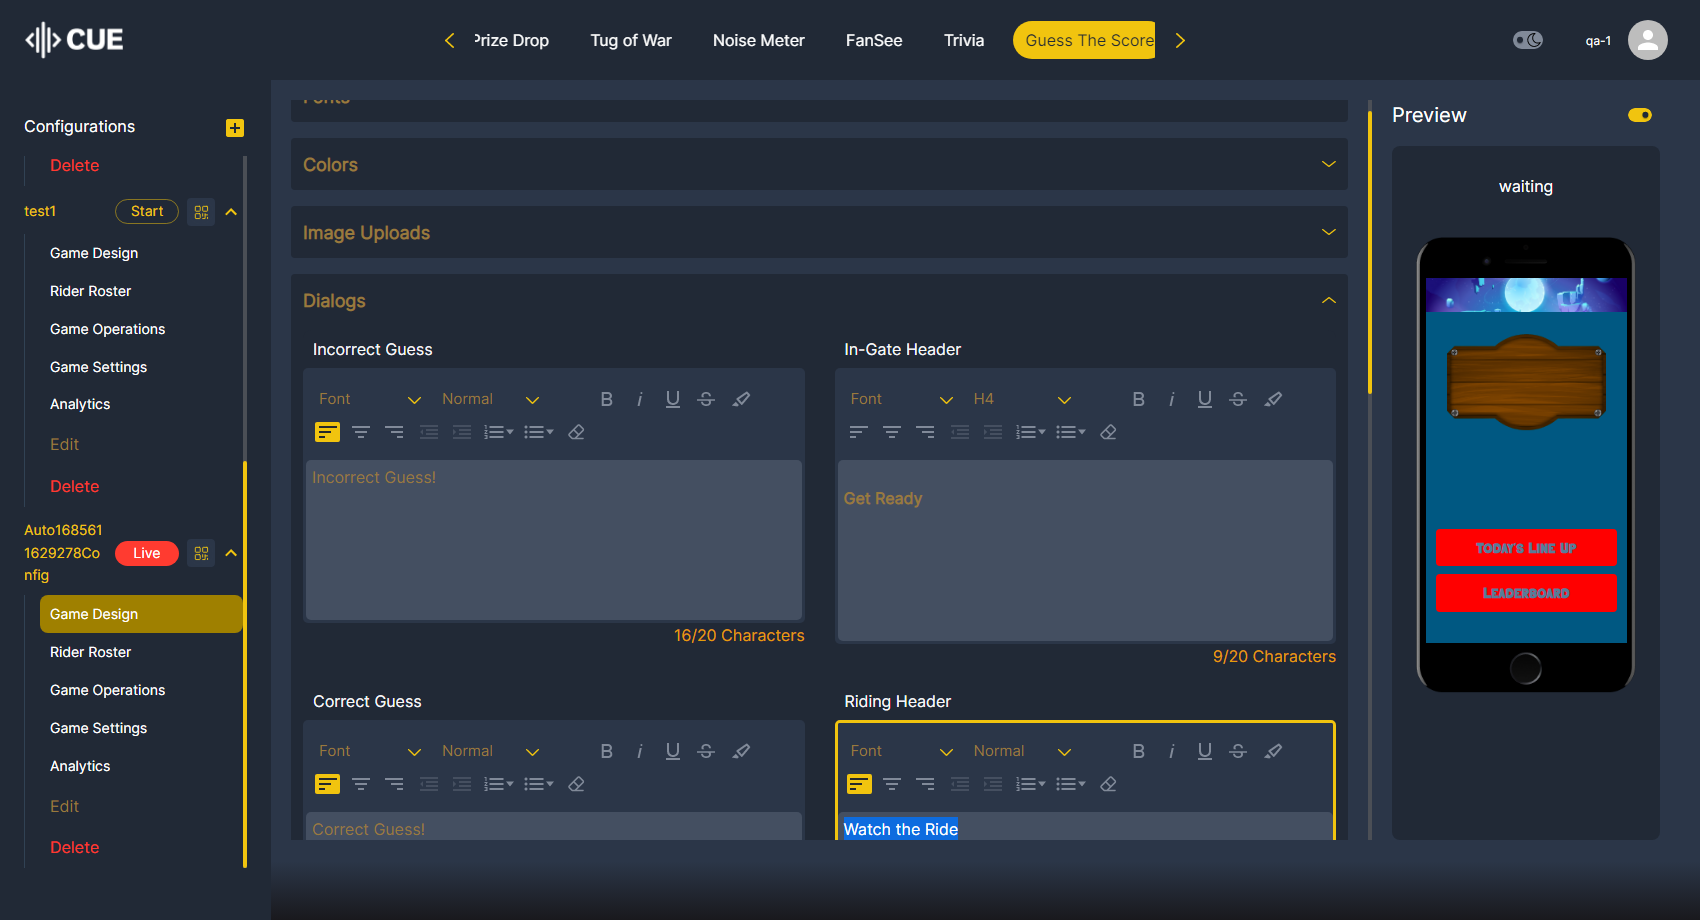 CUE
Prize Drop
Tug of War
Noise Meter
FanSee
Trivia
Guess The Score
qa-1
Configurations
Delete
test1
Start
Game Design
Rider Roster
Game Operations
Game Settings
Analytics
Edit
Delete
Auto168561
1629278Co
nfig
Live
Game Design
Rider Roster
Game Operations
Game Settings
Analytics
Edit
Delete
Fonts
Colors
Image Uploads
Dialogs
Incorrect Guess
Font
Normal
Incorrect Guess!
16/20 Characters
In-Gate Header
Font
H4
Get Ready
9/20 Characters
Correct Guess
Font
Normal
Correct Guess!
Riding Header
Font
Normal
Watch the Ride
Preview
waiting
Today's Line Up
Leaderboard